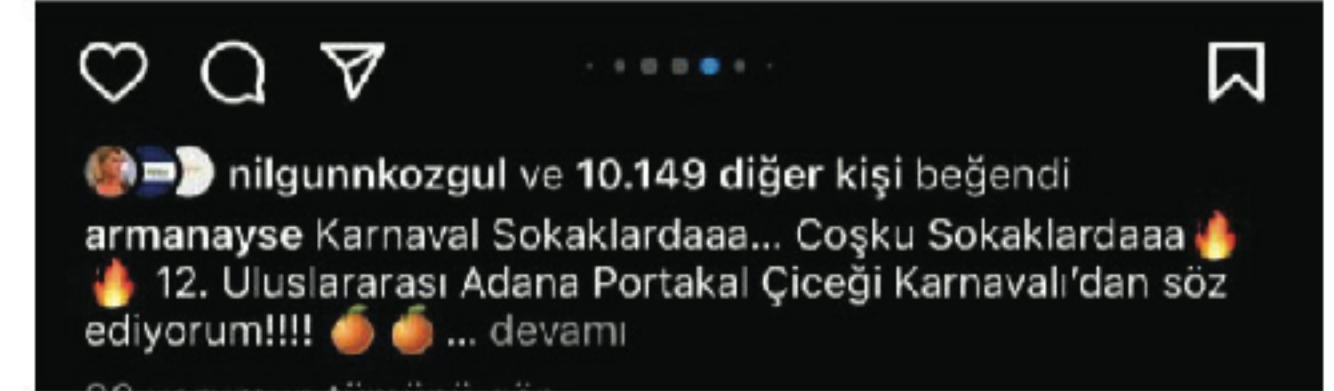 nilgunnkozgul ve 10.149 diğer kişi beğendi
armanayse Karnaval Sokaklardaaa... Coşku Sokaklardaaa🔥
🔥 12. Uluslararası Adana Portakal Çiceği Karnavalı'dan söz
ediyorum!!!! 🍊 🍊 ... devamı